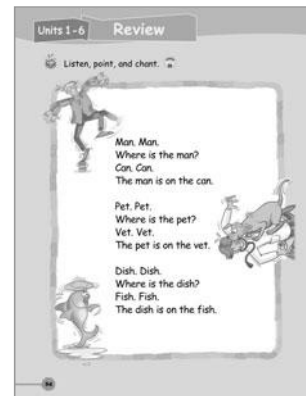 Units 1-6 Review
Listen, point, and chant.
Man. Man.
Where is the man?
Can. Can.
The man is on the can.
Pet. Pet.
Where is the pet?
Vet. Vet.
The pet is on the vet.
Dish. Dish.
Where is the dish?
Fish. Fish.
The dish is on the fish.